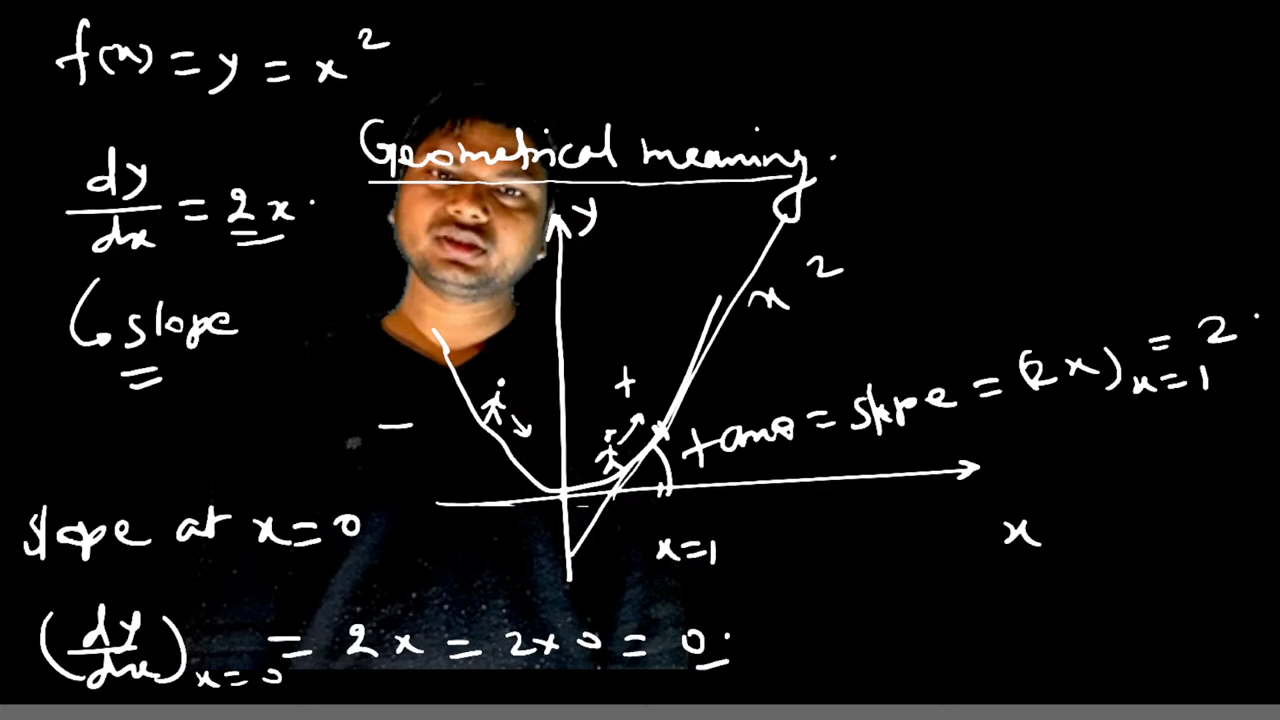 f(x) = y = x²
Geometrical meaning.
dy/dx = 2x.
↳ slope
y
x²
+
−
tanθ = slope = (2x)ₓ₌₁ = 2.
x=1
x
slope at x=0
(dy/dx)ₓ₌₀ = 2x = 2×0 = 0.